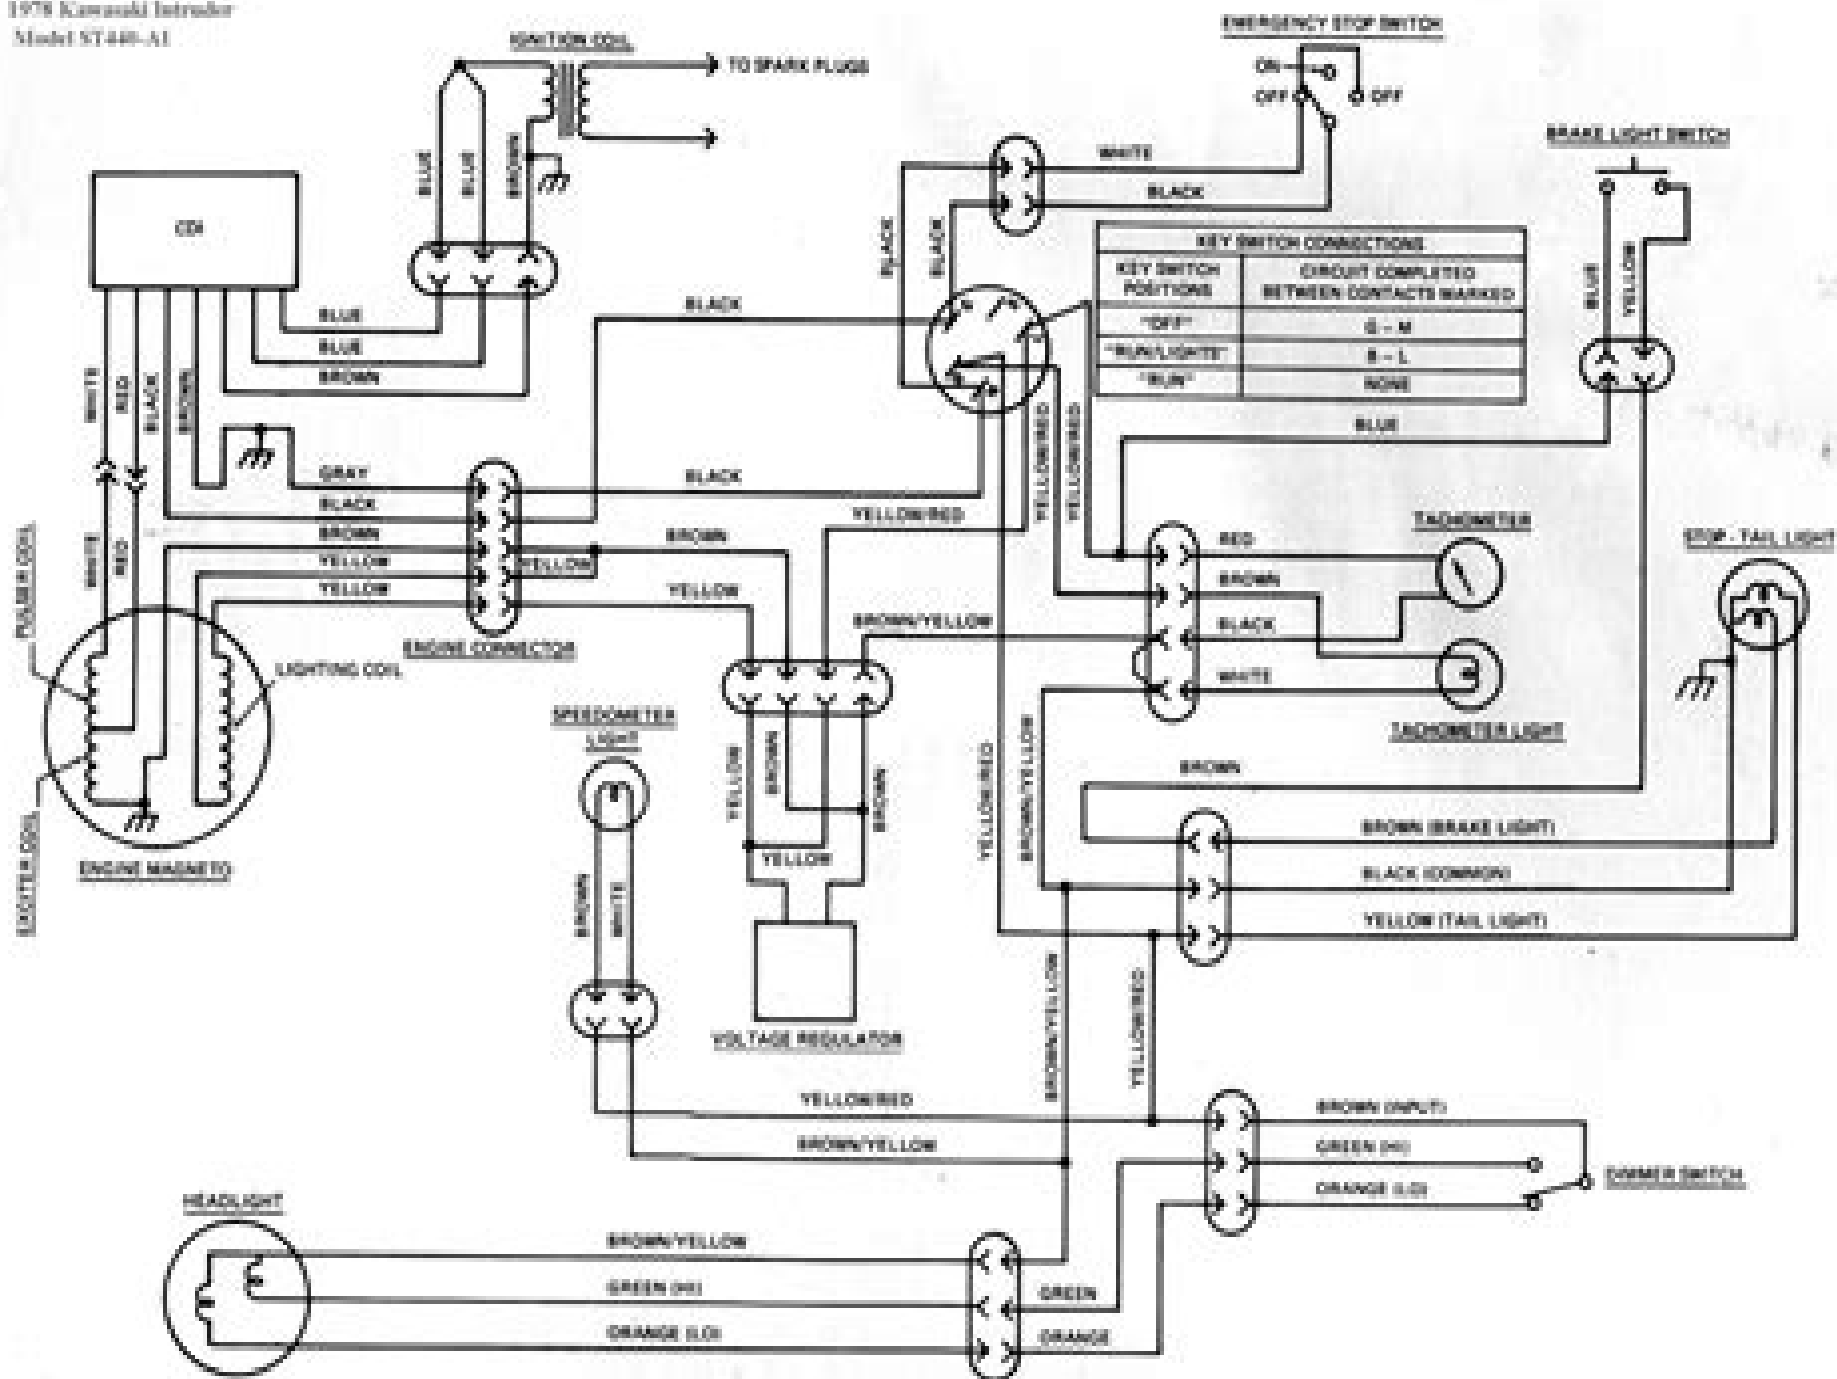 1978 Kawasaki Intruder
Model ST440-A1
IGNITION COIL
TO SPARK PLUGS
EMERGENCY STOP SWITCH
ON
OFF
OFF
BRAKE LIGHT SWITCH
WHITE
BLACK
BLUE
BLUE
BROWN
CDI
BLACK
BLACK
KEY SWITCH CONNECTIONS
KEY SWITCH POSITIONS
CIRCUIT COMPLETED BETWEEN CONTACTS MARKED
"OFF"
G - M
"RUN/LIGHTS"
B - L
"RUN"
NONE
BLUE
YELLOW
BLUE
BLUE
BROWN
BLACK
WHITE
RED
BLACK
BROWN
BLUE
GRAY
BLACK
BROWN
YELLOW
YELLOW
BLACK
YELLOW/RED
YELLOW/RED
YELLOW/RED
WHITE
RED
PULSER COIL
BROWN
YELLOW
YELLOW
ENGINE CONNECTOR
BROWN/YELLOW
RED
BROWN
BLACK
WHITE
TACHOMETER
STOP - TAIL LIGHT
TACHOMETER LIGHT
LIGHTING COIL
SPEEDOMETER
LIGHT
YELLOW
BROWN
BROWN
YELLOW
YELLOW/RED
BROWN/YELLOW
BROWN
BROWN (BRAKE LIGHT)
BLACK (COMMON)
YELLOW (TAIL LIGHT)
EXCITER COIL
ENGINE MAGNETO
BROWN
WHITE
VOLTAGE REGULATOR
BROWN/YELLOW
YELLOW/RED
YELLOW/RED
BROWN/YELLOW
BROWN (INPUT)
GREEN (HI)
ORANGE (LO)
DIMMER SWITCH
HEADLIGHT
BROWN/YELLOW
GREEN (HI)
ORANGE (LO)
GREEN
ORANGE